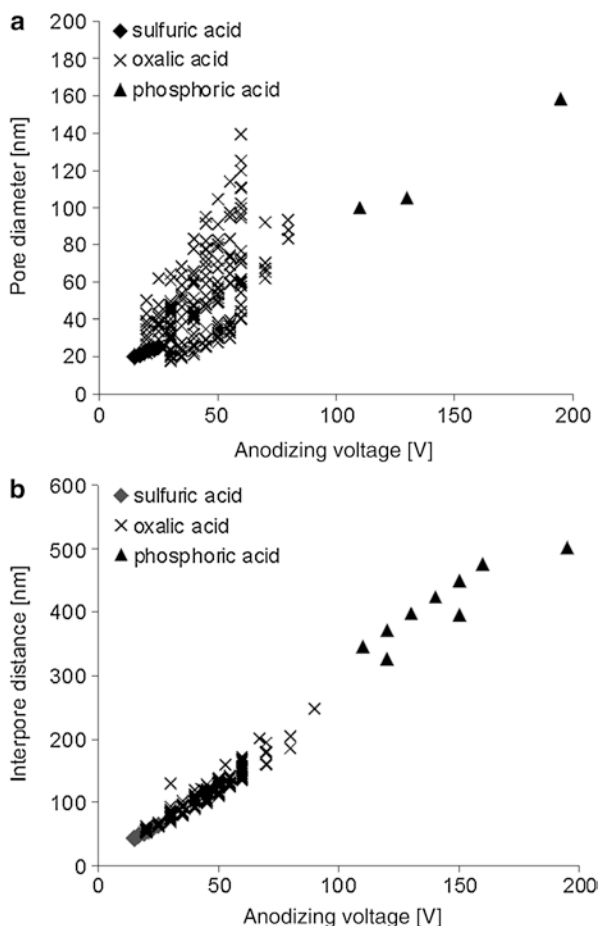 a
200
180
160
140
120
100
80
60
40
20
0
Pore diameter [nm]
sulfuric acid
oxalic acid
phosphoric acid
0 50 100 150 200
Anodizing voltage [V]
b
600
500
400
300
200
100
0
Interpore distance [nm]
sulfuric acid
oxalic acid
phosphoric acid
0 50 100 150 200
Anodizing voltage [V]